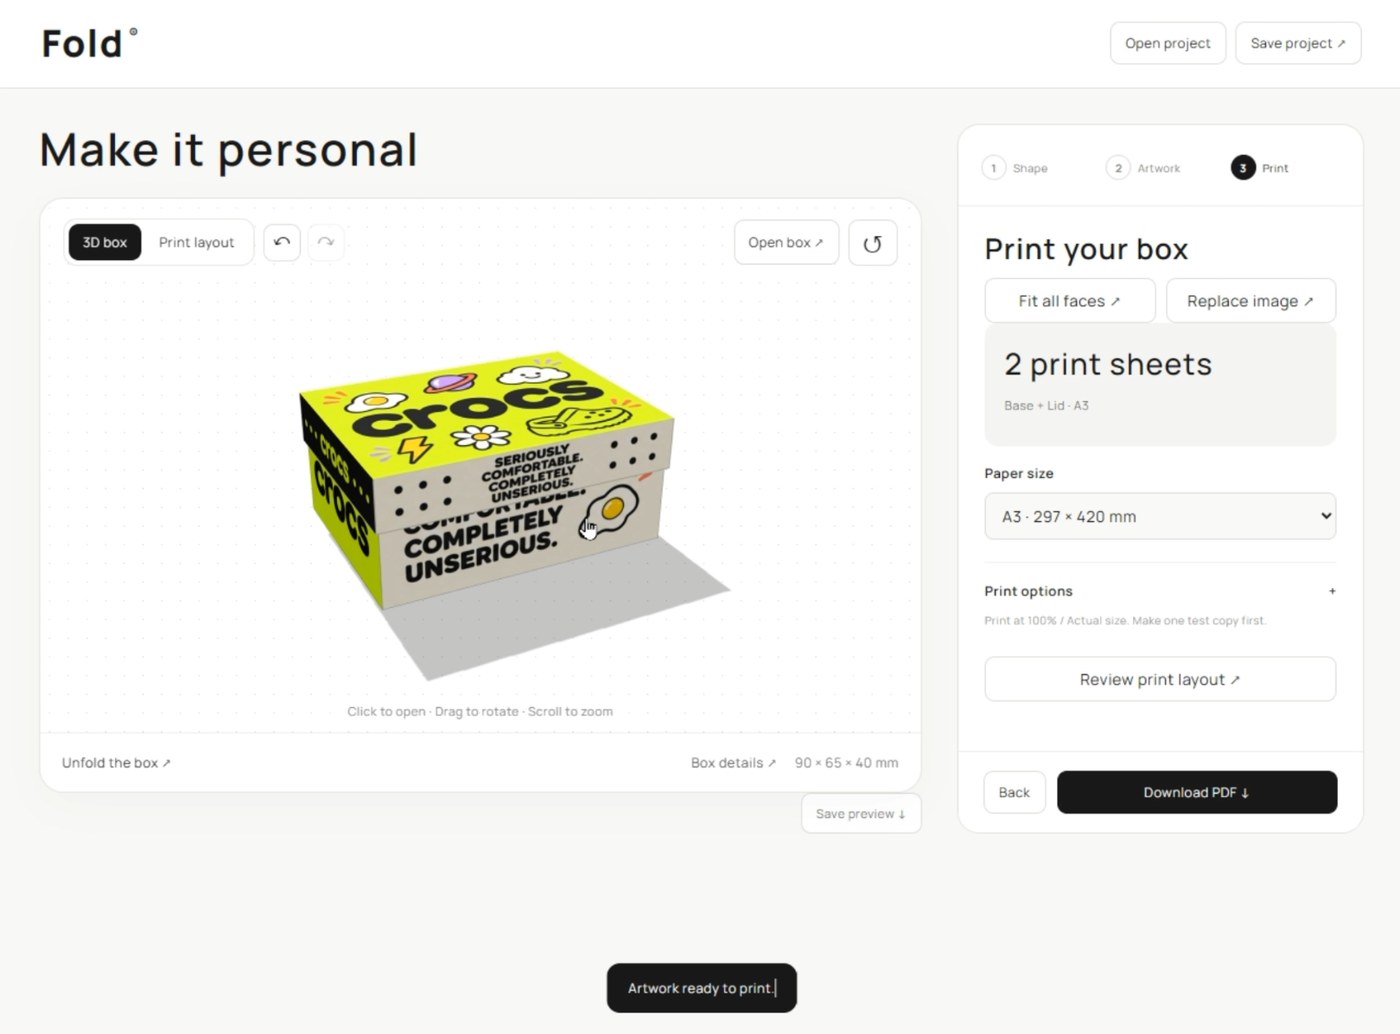 Fold
Open project
Save project ↗
Make it personal
3D box
Print layout
Open box ↗
crocs
SERIOUSLY
COMFORTABLE.
COMPLETELY
UNSERIOUS.
crocs
crocs
COMFORTABLE.
COMPLETELY
UNSERIOUS.
Click to open · Drag to rotate · Scroll to zoom
Unfold the box ↗
Box details ↗
90 × 65 × 40 mm
Save preview ↓
1 Shape
2 Artwork
3 Print
Print your box
Fit all faces ↗
Replace image ↗
2 print sheets
Base + Lid · A3
Paper size
A3 · 297 × 420 mm
Print options +
Print at 100% / Actual size. Make one test copy first.
Review print layout ↗
Back
Download PDF ↓
Artwork ready to print.